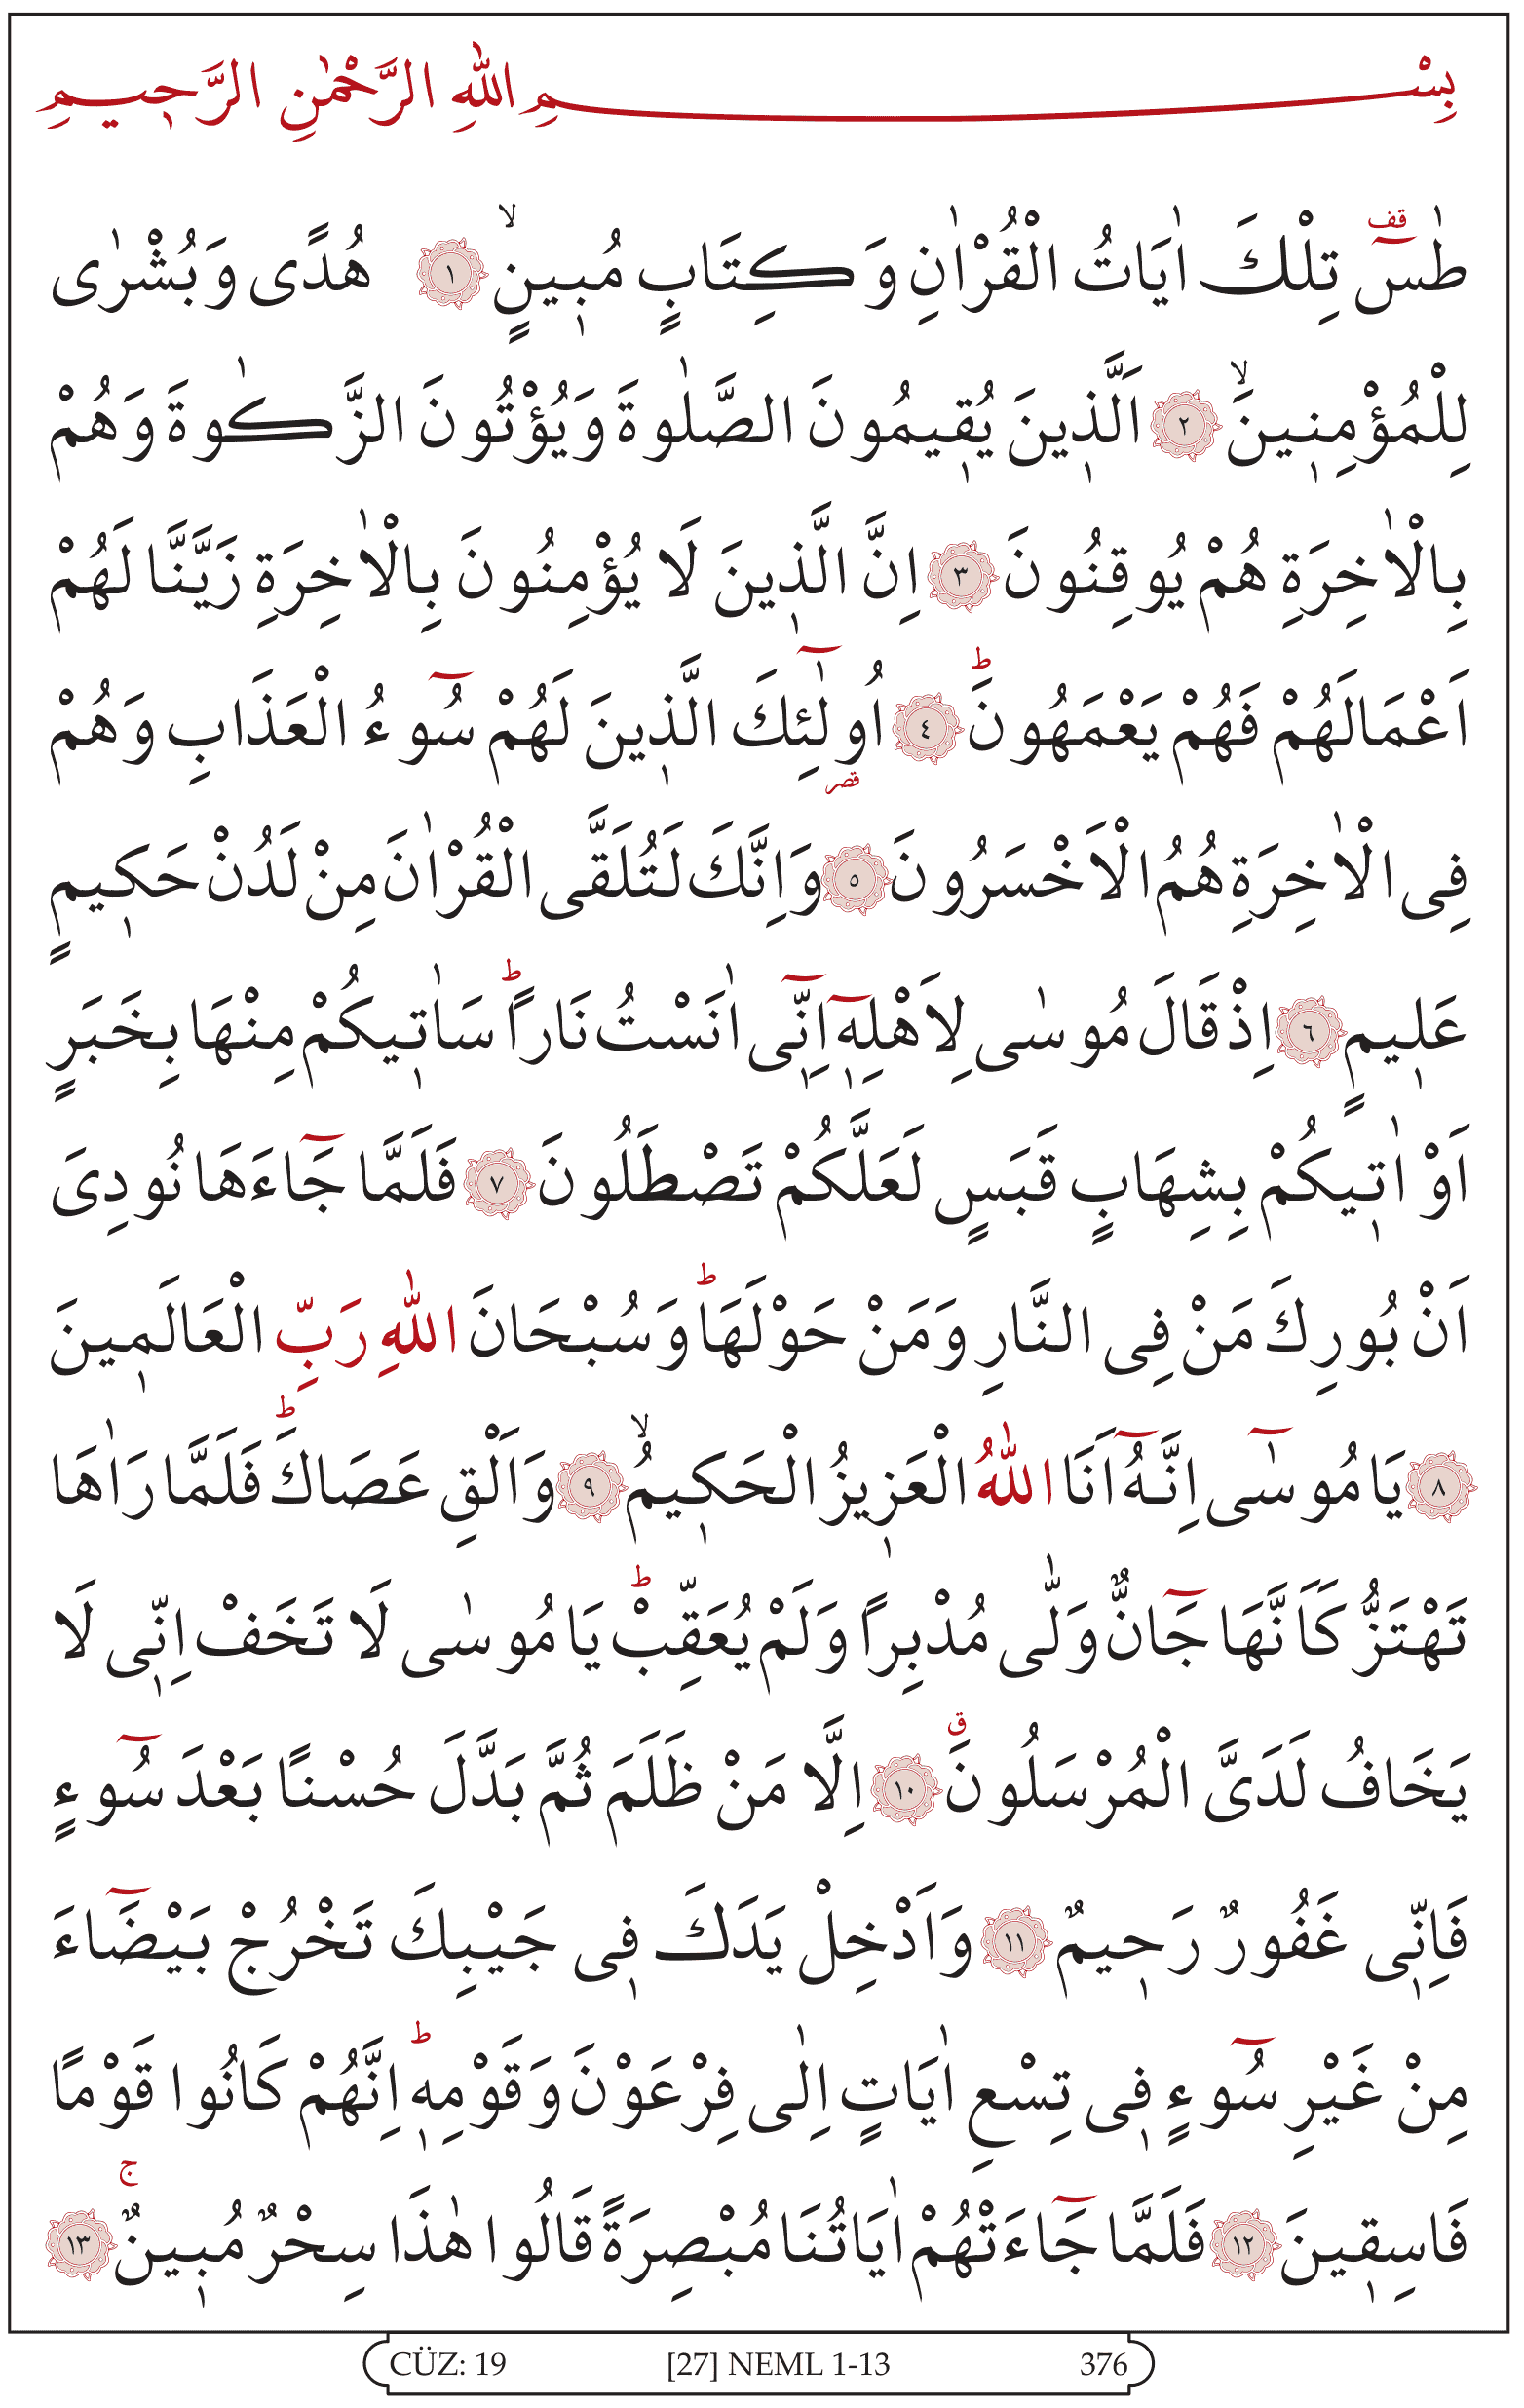 بِسْمِ اللّٰهِ الرَّحْمٰنِ الرَّحٖيمِ
طٰسٓ ࣞ تِلْكَ اٰيَاتُ الْقُرْاٰنِ وَكِتَابٍ مُبٖينٍۙ ﴿١﴾ هُدًى وَبُشْرٰى
لِلْمُؤْمِنٖينَۙ ﴿٢﴾ اَلَّذٖينَ يُقٖيمُونَ الصَّلٰوةَ وَيُؤْتُونَ الزَّكٰوةَ وَهُمْ
بِالْاٰخِرَةِ هُمْ يُوقِنُونَ ﴿٣﴾ اِنَّ الَّذٖينَ لَا يُؤْمِنُونَ بِالْاٰخِرَةِ زَيَّنَّا لَهُمْ
اَعْمَالَهُمْ فَهُمْ يَعْمَهُونَؕ ﴿٤﴾ اُولٰٓئِكَ الَّذٖينَ لَهُمْ سُٓوءُ الْعَذَابِ وَهُمْ
فِى الْاٰخِرَةِ هُمُ الْاَخْسَرُونَ ﴿٥﴾ وَاِنَّكَ لَتُلَقَّى الْقُرْاٰنَ مِنْ لَدُنْ حَكٖيمٍ
عَلٖيمٍ ﴿٦﴾ اِذْ قَالَ مُوسٰى لِاَهْلِهٖٓ اِنّٖٓى اٰنَسْتُ نَارًاؕ سَاٰتٖيكُمْ مِنْهَا بِخَبَرٍ
اَوْ اٰتٖيكُمْ بِشِهَابٍ قَبَسٍ لَعَلَّكُمْ تَصْطَلُونَ ﴿٧﴾ فَلَمَّا جَٓاءَهَا نُودِىَ
اَنْ بُورِكَ مَنْ فِى النَّارِ وَمَنْ حَوْلَهَاؕ وَسُبْحَانَ اللّٰهِ رَبِّ الْعَالَمٖينَ
﴿٨﴾ يَا مُوسٰٓى اِنَّهُٓ اَنَا اللّٰهُ الْعَزٖيزُ الْحَكٖيمُۙ ﴿٩﴾ وَاَلْقِ عَصَاكَؕ فَلَمَّا رَاٰهَا
تَهْتَزُّ كَاَنَّهَا جَٓانٌّ وَلّٰى مُدْبِرًا وَلَمْ يُعَقِّبْؕ يَا مُوسٰى لَا تَخَفْ اِنّٖى لَا
يَخَافُ لَدَىَّ الْمُرْسَلُونَࣗ ﴿١٠﴾ اِلَّا مَنْ ظَلَمَ ثُمَّ بَدَّلَ حُسْنًا بَعْدَ سُٓوءٍ
فَاِنّٖى غَفُورٌ رَحٖيمٌ ﴿١١﴾ وَاَدْخِلْ يَدَكَ فٖى جَيْبِكَ تَخْرُجْ بَيْضَٓاءَ
مِنْ غَيْرِ سُٓوءٍ فٖى تِسْعِ اٰيَاتٍ اِلٰى فِرْعَوْنَ وَقَوْمِهٖؕ اِنَّهُمْ كَانُوا قَوْمًا
فَاسِقٖينَ ﴿١٢﴾ فَلَمَّا جَٓاءَتْهُمْ اٰيَاتُنَا مُبْصِرَةً قَالُوا هٰذَا سِحْرٌ مُبٖينٌۚ ﴿١٣﴾
CÜZ: 19 [27] NEML 1-13 376